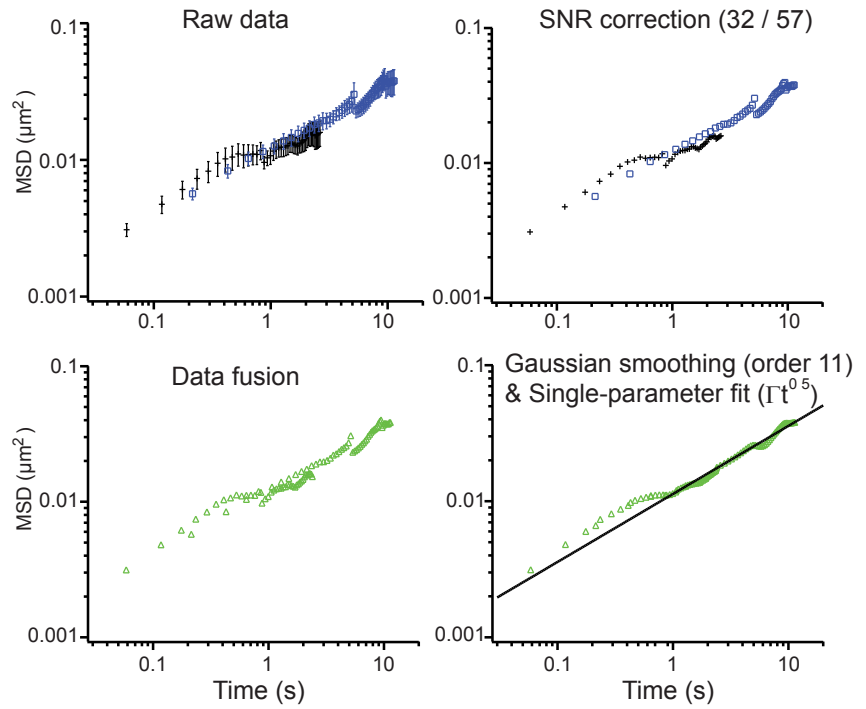 Raw data
0.1
0.01
0.001
MSD (µm²)
0.1
1
10
SNR correction (32 / 57)
0.1
0.01
0.001
0.1
1
10
Data fusion
0.1
0.01
0.001
MSD (µm²)
0.1
1
10
Time (s)
Gaussian smoothing (order 11)
& Single-parameter fit (Γt⁰ ⁵)
0.1
0.01
0.001
0.1
1
10
Time (s)